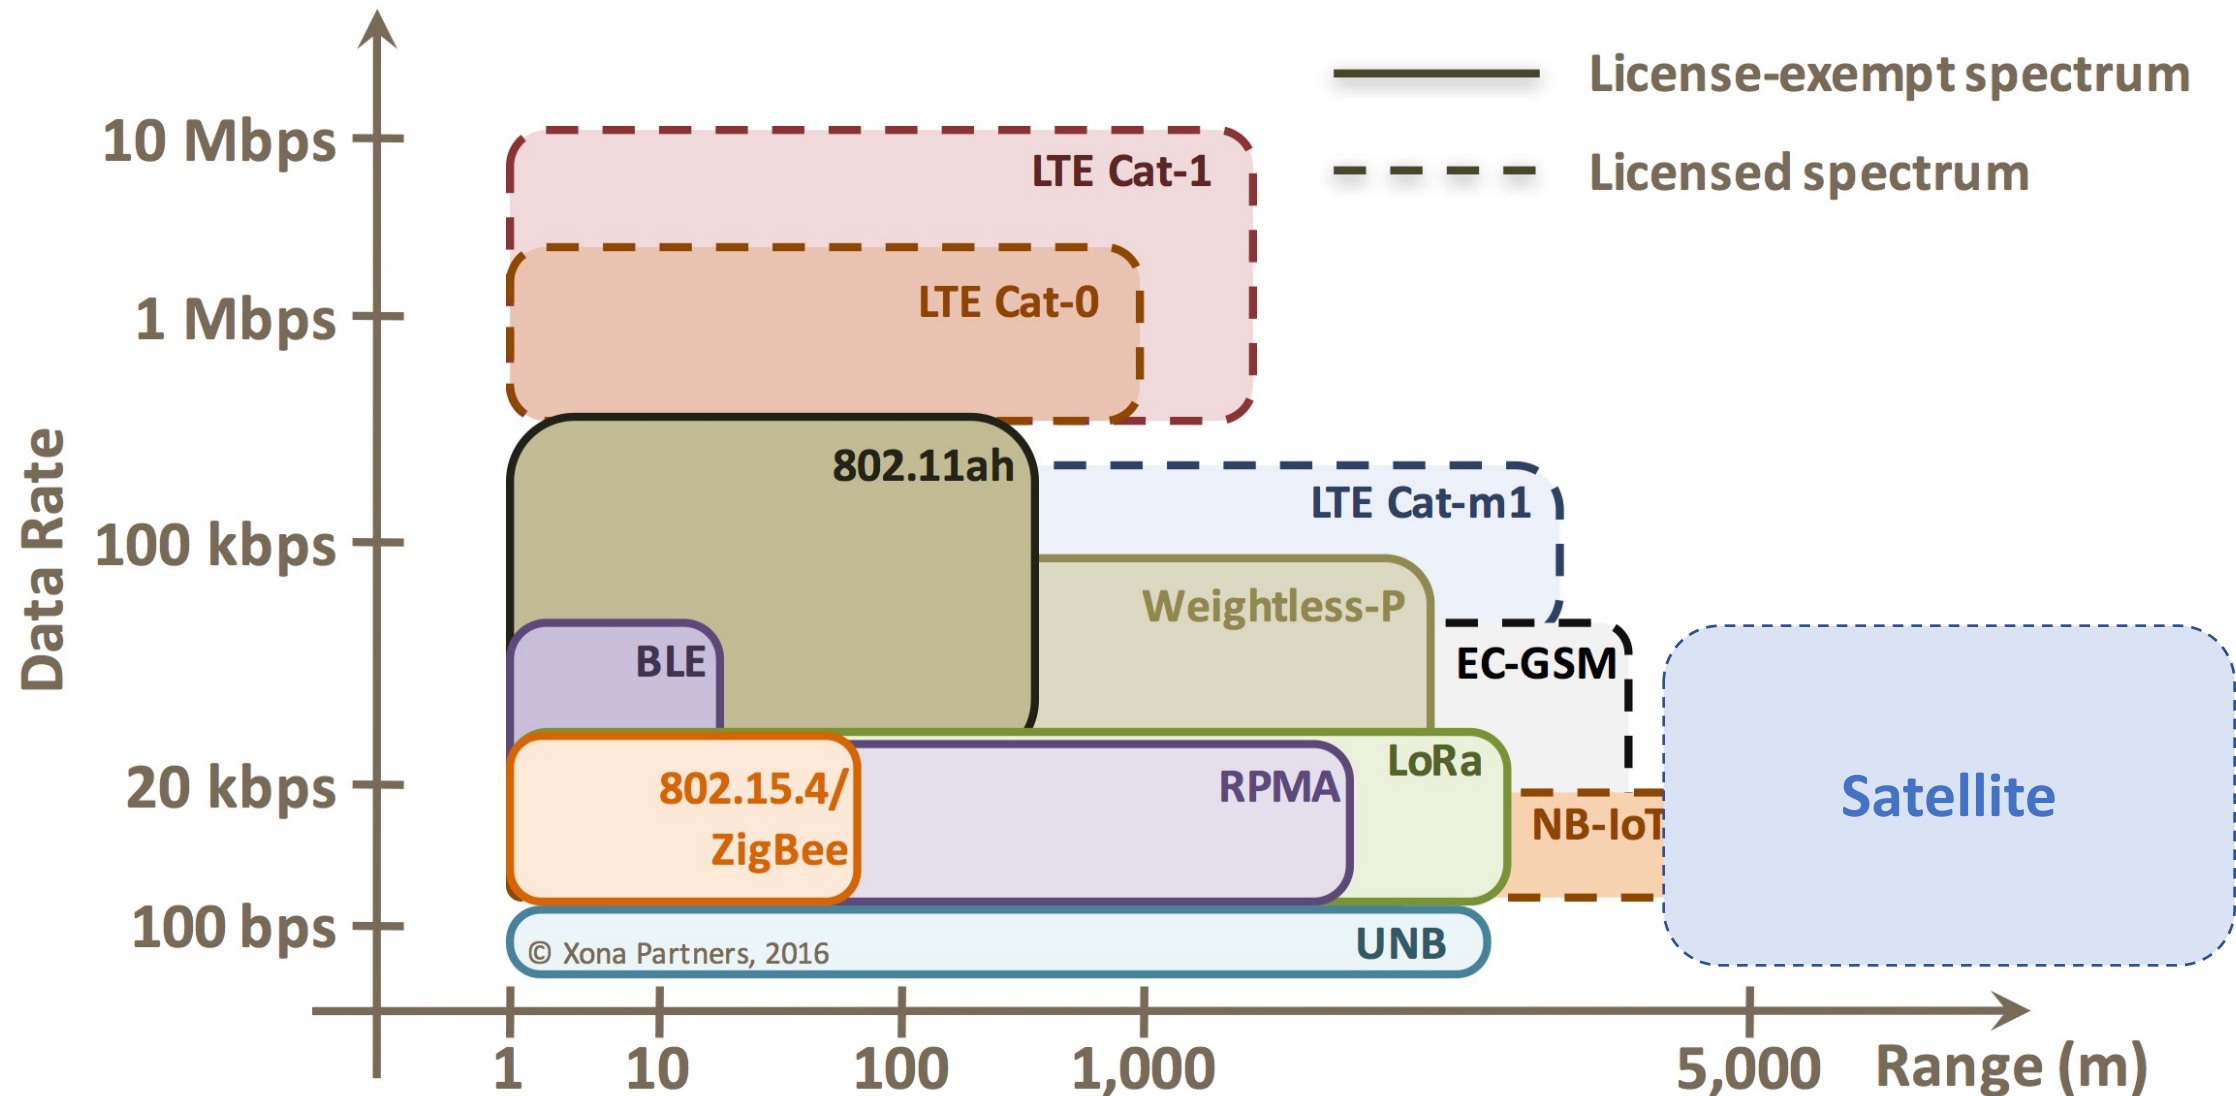 License-exempt spectrum
Licensed spectrum
Data Rate
10 Mbps
1 Mbps
100 kbps
20 kbps
100 bps
LTE Cat-1
LTE Cat-0
802.11ah
LTE Cat-m1
Weightless-P
BLE
EC-GSM
LoRa
RPMA
802.15.4/
ZigBee
NB-IoT
Satellite
UNB
© Xona Partners, 2016
1
10
100
1,000
5,000
Range (m)